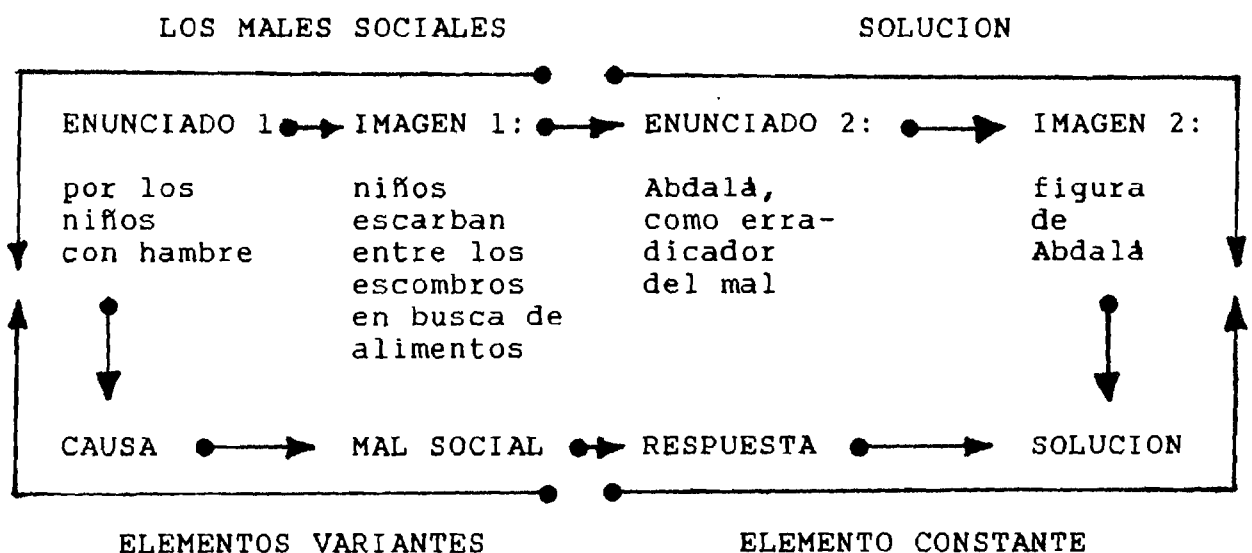 LOS MALES SOCIALES SOLUCION
ENUNCIADO 1 IMAGEN 1: ENUNCIADO 2: IMAGEN 2:
por los
niños
con hambre
niños
escarban
entre los
escombros
en busca de
alimentos
Abdalá,
como erra-
dicador
del mal
figura
de
Abdalá
CAUSA MAL SOCIAL RESPUESTA SOLUCION
ELEMENTOS VARIANTES ELEMENTO CONSTANTE